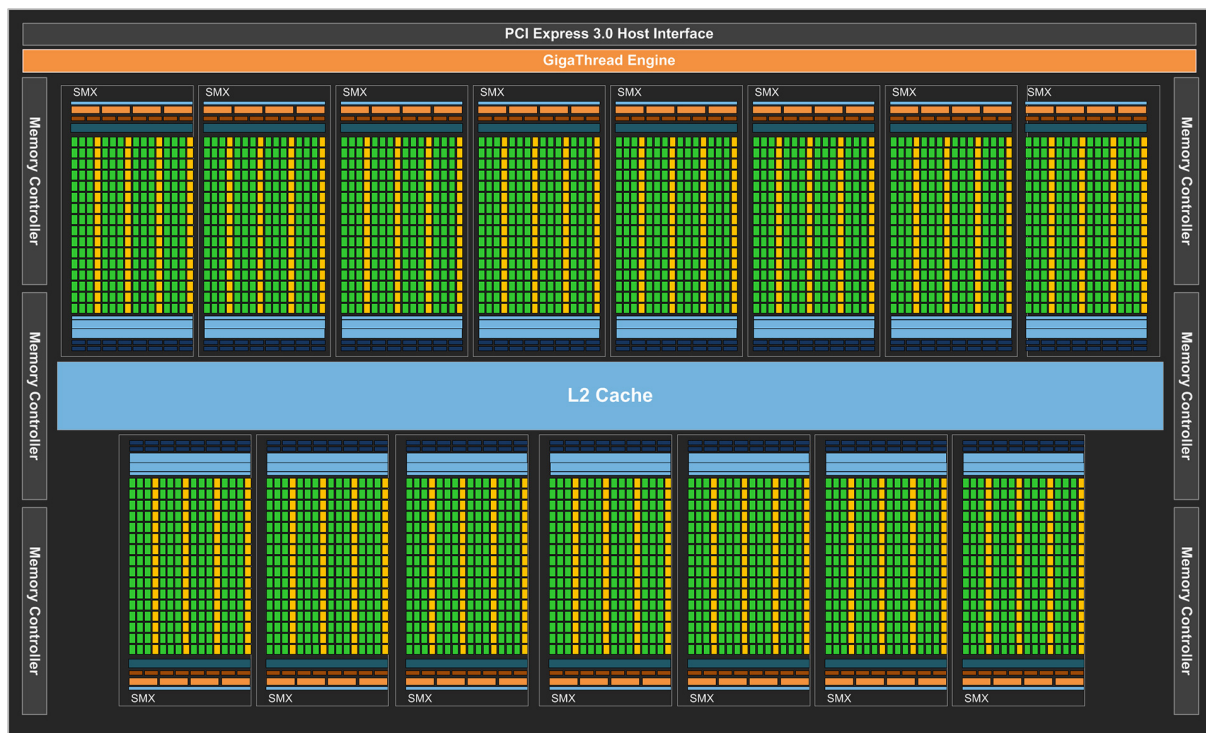 PCI Express 3.0 Host Interface
GigaThread Engine
Memory Controller
Memory Controller
Memory Controller
SMX
SMX
SMX
SMX
SMX
SMX
SMX
SMX
L2 Cache
SMX
SMX
SMX
SMX
SMX
SMX
SMX
Memory Controller
Memory Controller
Memory Controller